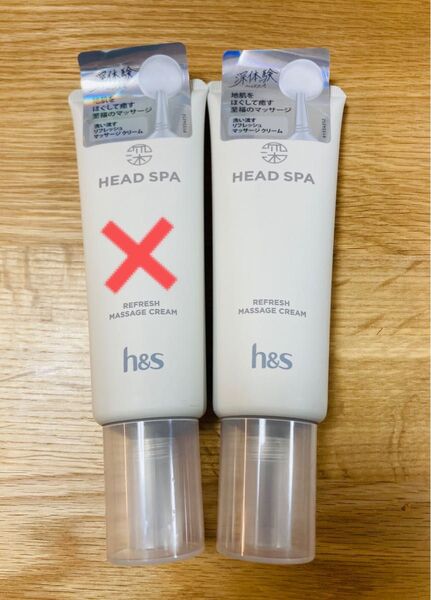 深体験
地肌を
ほぐして癒す
至福のマッサージ
洗い流す
リフレッシュ
マッサージクリーム
HEAD SPA
REFRESH
MASSAGE CREAM
h&s
深体験
地肌を
ほぐして癒す
至福のマッサージ
洗い流す
リフレッシュ
マッサージクリーム
HEAD SPA
REFRESH
MASSAGE CREAM
h&s